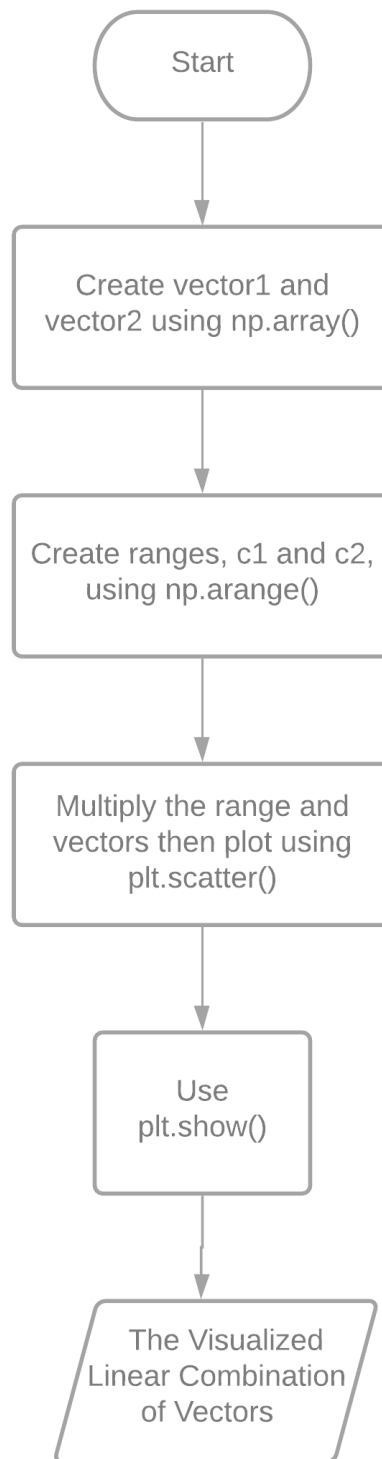 Start
Create vector1 and
vector2 using np.array()
Create ranges, c1 and c2,
using np.arange()
Multiply the range and
vectors then plot using
plt.scatter()
Use
plt.show()
The Visualized
Linear Combination
of Vectors